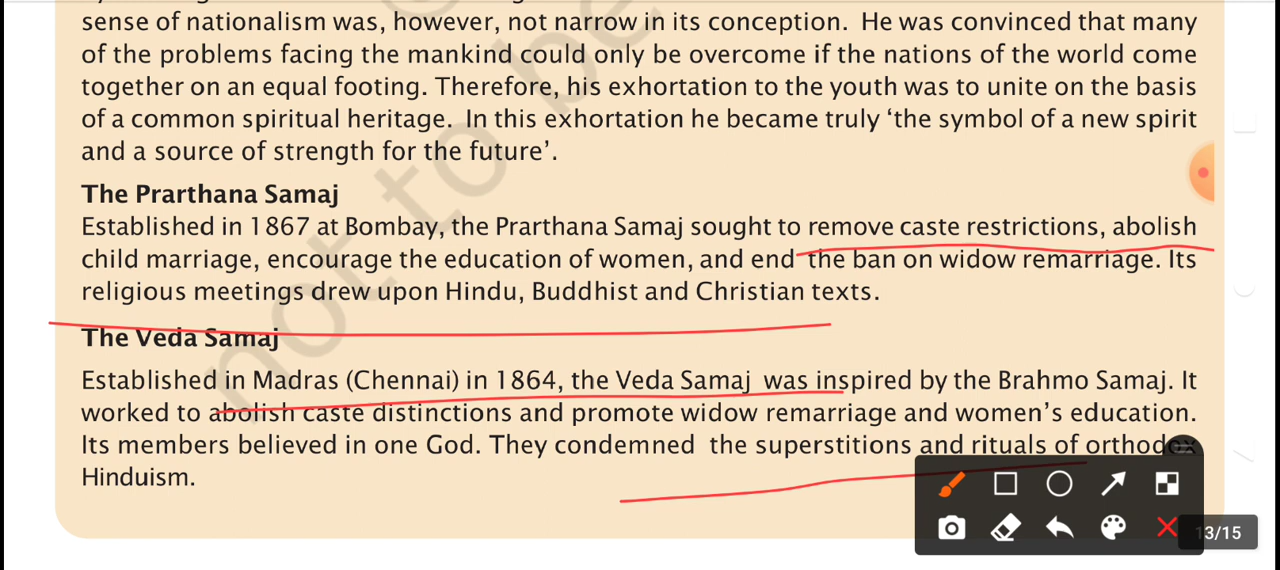 sense of nationalism was, however, not narrow in its conception. He was convinced that many
of the problems facing the mankind could only be overcome if the nations of the world come
together on an equal footing. Therefore, his exhortation to the youth was to unite on the basis
of a common spiritual heritage. In this exhortation he became truly ‘the symbol of a new spirit
and a source of strength for the future’.
The Prarthana Samaj
Established in 1867 at Bombay, the Prarthana Samaj sought to remove caste restrictions, abolish
child marriage, encourage the education of women, and end the ban on widow remarriage. Its
religious meetings drew upon Hindu, Buddhist and Christian texts.
The Veda Samaj
Established in Madras (Chennai) in 1864, the Veda Samaj was inspired by the Brahmo Samaj. It
worked to abolish caste distinctions and promote widow remarriage and women’s education.
Its members believed in one God. They condemned the superstitions and rituals of orthodox
Hinduism.
not to be
13/15